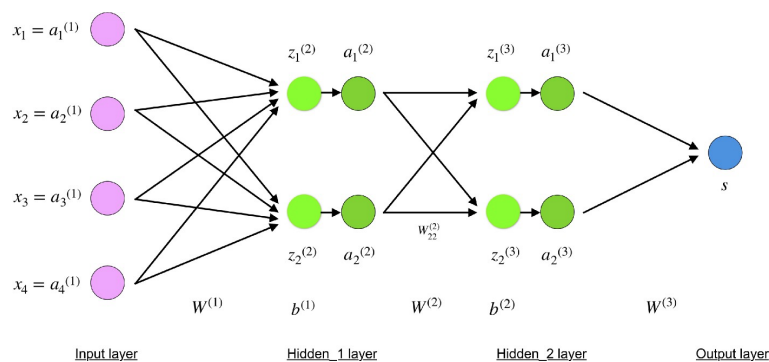 x₁ = a₁⁽¹⁾
z₁⁽²⁾ a₁⁽²⁾ z₁⁽³⁾ a₁⁽³⁾
x₂ = a₂⁽¹⁾
x₃ = a₃⁽¹⁾
s
W₂₂⁽²⁾
z₂⁽²⁾ a₂⁽²⁾ z₂⁽³⁾ a₂⁽³⁾
x₄ = a₄⁽¹⁾
W⁽¹⁾ b⁽¹⁾ W⁽²⁾ b⁽²⁾ W⁽³⁾
Input layer Hidden_1 layer Hidden_2 layer Output layer